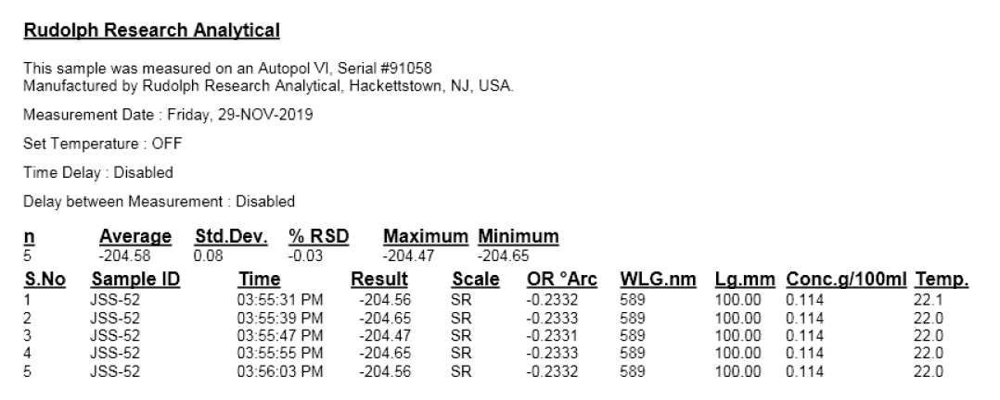 Rudolph Research Analytical
This sample was measured on an Autopol VI, Serial #91058
Manufactured by Rudolph Research Analytical, Hackettstown, NJ, USA.
Measurement Date : Friday, 29-NOV-2019
Set Temperature : OFF
Time Delay : Disabled
Delay between Measurement : Disabled
n Average Std.Dev. % RSD Maximum Minimum
5 -204.58 0.08 -0.03 -204.47 -204.65
S.No Sample ID Time Result Scale OR °Arc WLG.nm Lg.mm Conc.g/100ml Temp.
1 JSS-52 03:55:31 PM -204.56 SR -0.2332 589 100.00 0.114 22.1
2 JSS-52 03:55:39 PM -204.65 SR -0.2333 589 100.00 0.114 22.0
3 JSS-52 03:55:47 PM -204.47 SR -0.2331 589 100.00 0.114 22.0
4 JSS-52 03:55:55 PM -204.65 SR -0.2333 589 100.00 0.114 22.0
5 JSS-52 03:56:03 PM -204.56 SR -0.2332 589 100.00 0.114 22.0